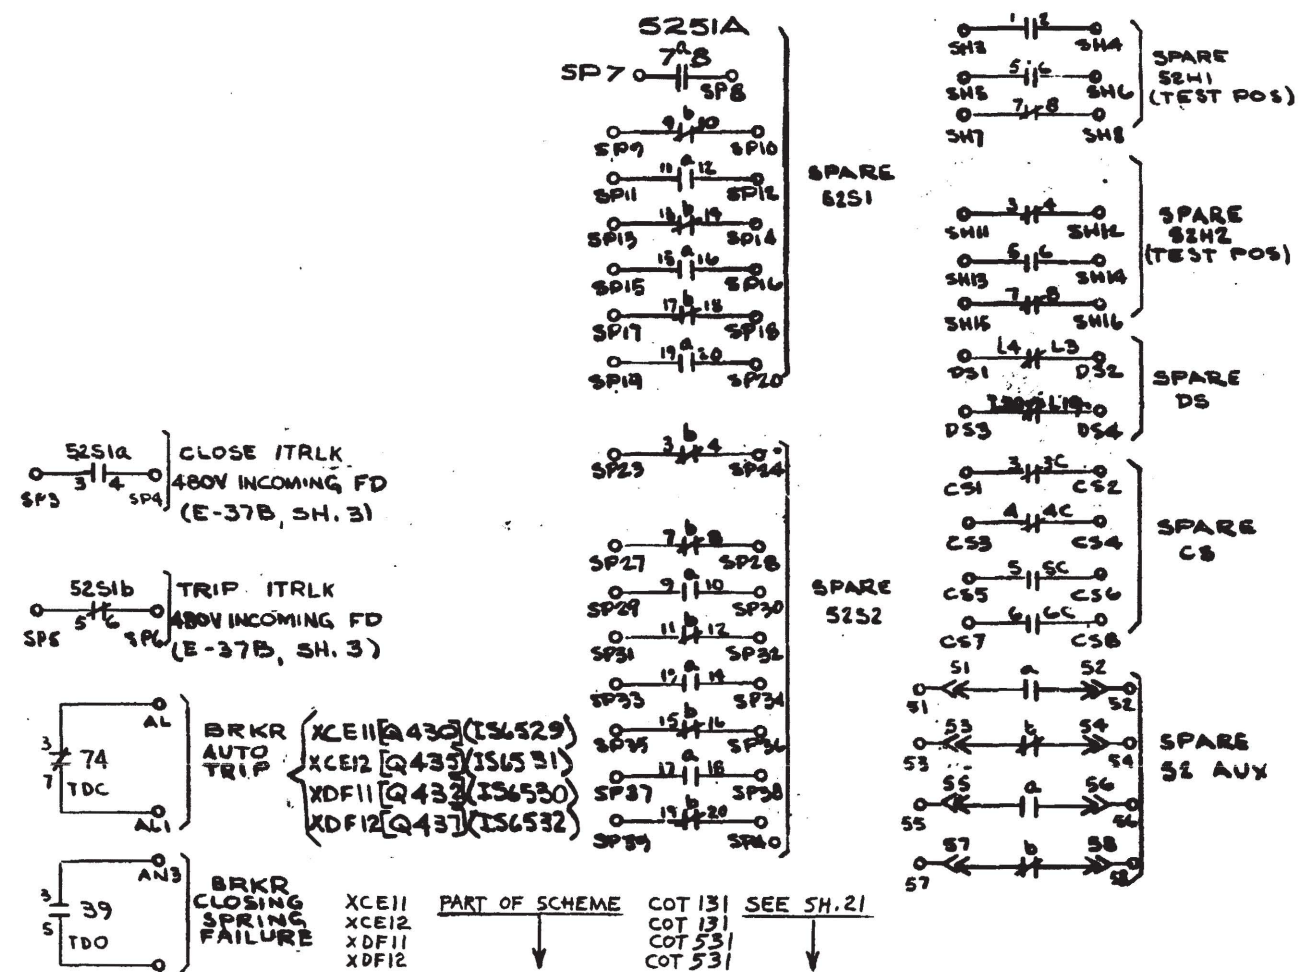 52S1A
a
7 8
SP7
SP8
b
9 10
SP9
SP10
a
11 12
SP11
SP12
b
13 14
SP13
SP14
a
15 16
SP15
SP16
b
17 18
SP17
SP18
a
19 20
SP19
SP20
SPARE
52S1
b
3 4
SP23
SP24
b
7 8
SP27
SP28
a
9 10
SP29
SP30
b
11 12
SP31
SP32
a
14
SP33
SP34
b
15 16
SP35
SP36
a
17 18
SP37
SP38
b
19 20
SP39
SP40
SPARE
52S2
1 2
SH3
SH4
5 6
SH5
SH6
7 8
SH7
SH8
SPARE
52H1
(TEST POS)
3 4
SH11
SH12
5 6
SH13
SH14
7 8
SH15
SH16
SPARE
52H2
(TEST POS)
L4 L3
DS1
DS2
DS3
DS4
SPARE
DS
3 3C
CS1
CS2
4 4C
CS3
CS4
5 5C
CS5
CS6
6 6C
CS7
CS8
SPARE
CS
51 a 52
51
52
53 54
53
54
55 a 56
55
56
57 b 58
57
58
SPARE
52 AUX
52S1a
3 4
SP3
SP4
CLOSE ITRLK
480V INCOMING FD
(E-37B, SH. 3)
52S1b
5 6
SP5
SP6
TRIP ITRLK
480V INCOMING FD
(E-37B, SH. 3)
AL
3
74
7
TDC
AL1
BRKR
AUTO
TRIP
XCE11[Q430](IS6529)
XCE12[Q435](IS6531)
XDF11[Q432](IS6530)
XDF12[Q437](IS6532)
AN3
3
39
5
TDO
BRKR
CLOSING
SPRING
FAILURE
XCE11 PART OF SCHEME COT 131 SEE SH.21
XCE12 COT 131
XDF11 COT 531
XDF12 COT 531